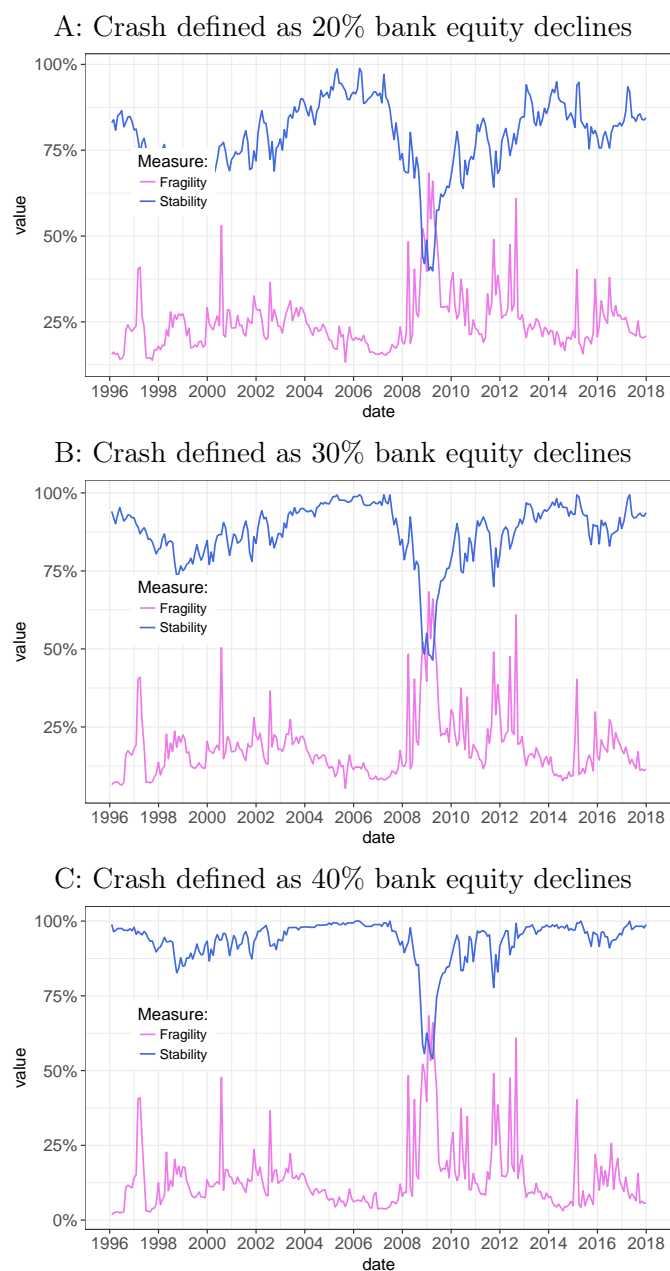 A: Crash defined as 20% bank equity declines
100%
75%
50%
25%
value
Measure:
Fragility
Stability
1996 1998 2000 2002 2004 2006 2008 2010 2012 2014 2016 2018
date
B: Crash defined as 30% bank equity declines
100%
75%
50%
25%
value
Measure:
Fragility
Stability
1996 1998 2000 2002 2004 2006 2008 2010 2012 2014 2016 2018
date
C: Crash defined as 40% bank equity declines
100%
75%
50%
25%
0%
value
Measure:
Fragility
Stability
1996 1998 2000 2002 2004 2006 2008 2010 2012 2014 2016 2018
date